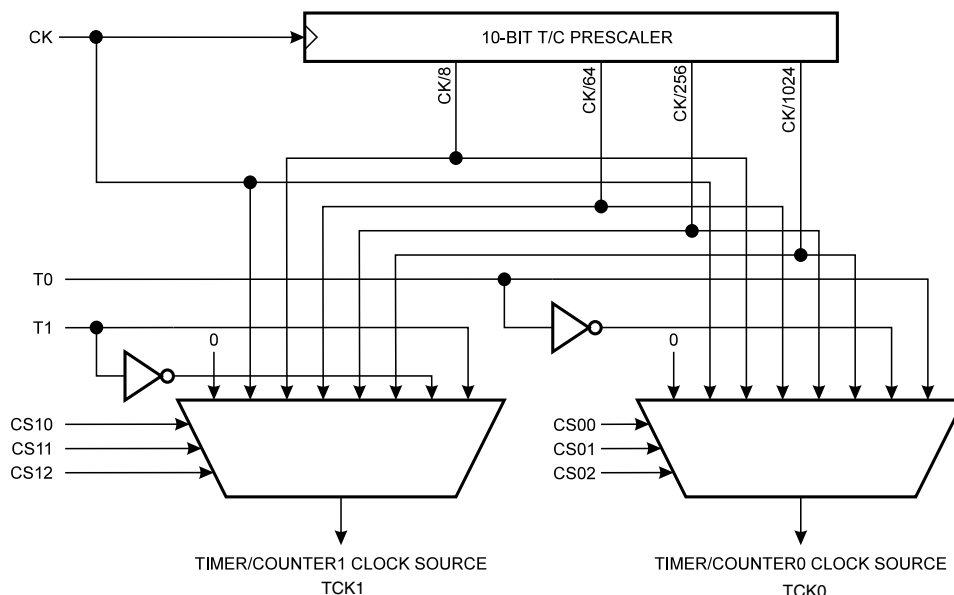 CK
10-BIT T/C PRESCALER
CK/8
CK/64
CK/256
CK/1024
T0
T1
0
0
CS10
CS11
CS12
CS00
CS01
CS02
TIMER/COUNTER1 CLOCK SOURCE
TCK1
TIMER/COUNTER0 CLOCK SOURCE
TCK0